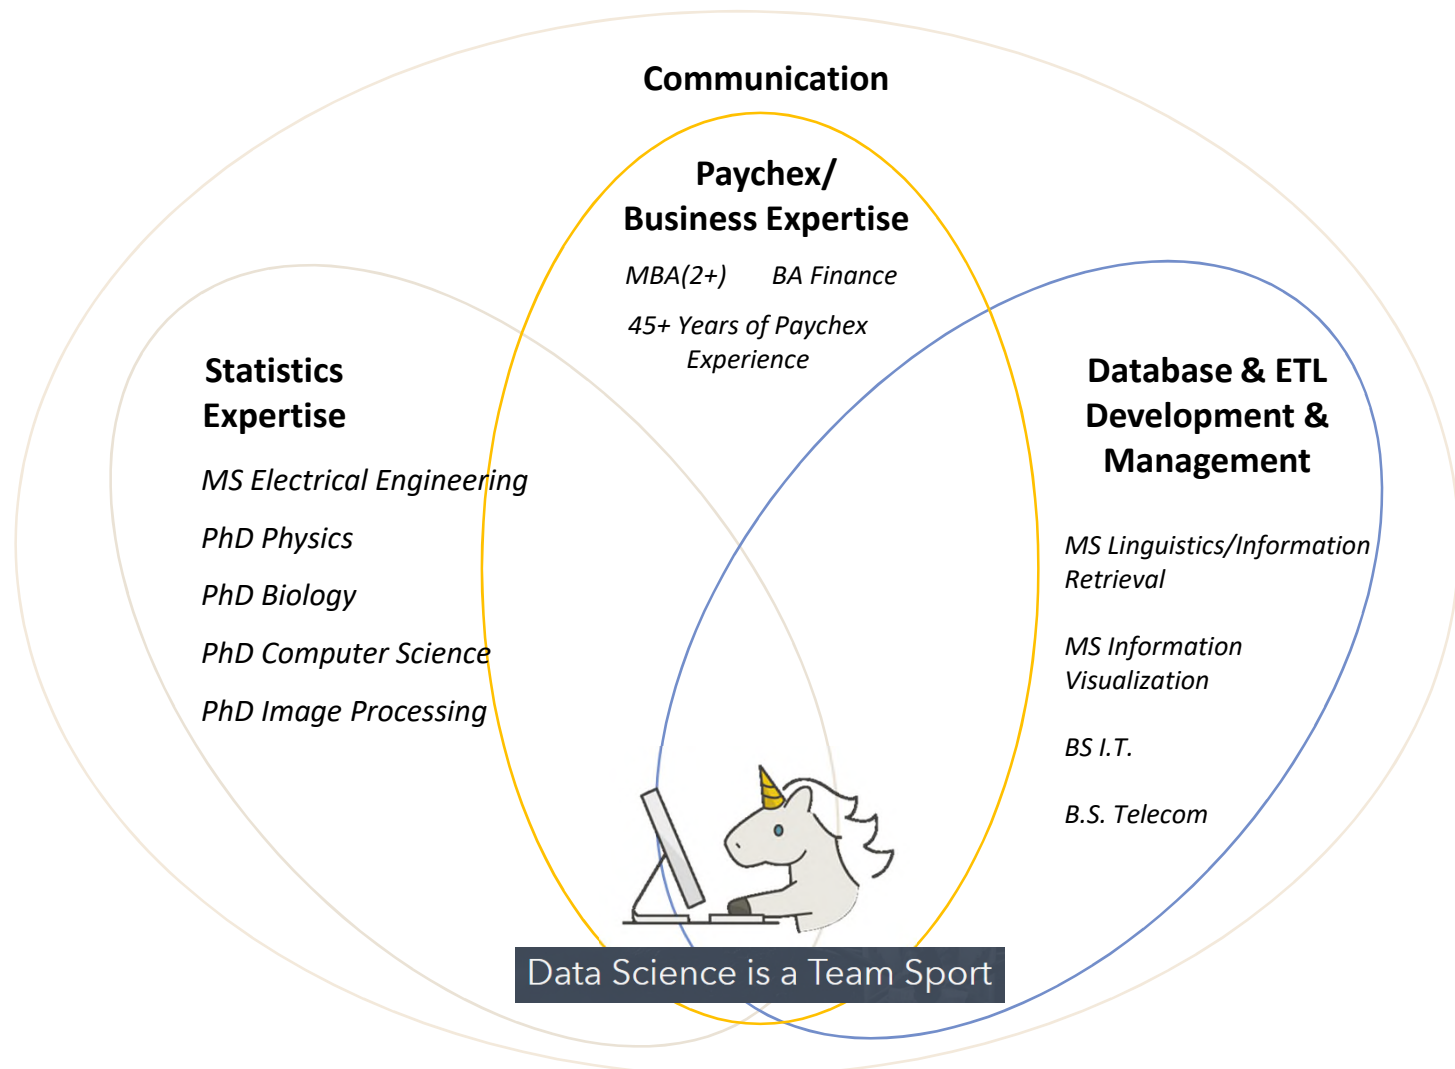 Communication
Paychex/
Business Expertise
MBA(2+) BA Finance
45+ Years of Paychex
Experience
Statistics
Expertise
MS Electrical Engineering
PhD Physics
PhD Biology
PhD Computer Science
PhD Image Processing
Database & ETL
Development &
Management
MS Linguistics/Information
Retrieval
MS Information
Visualization
BS I.T.
B.S. Telecom
Data Science is a Team Sport